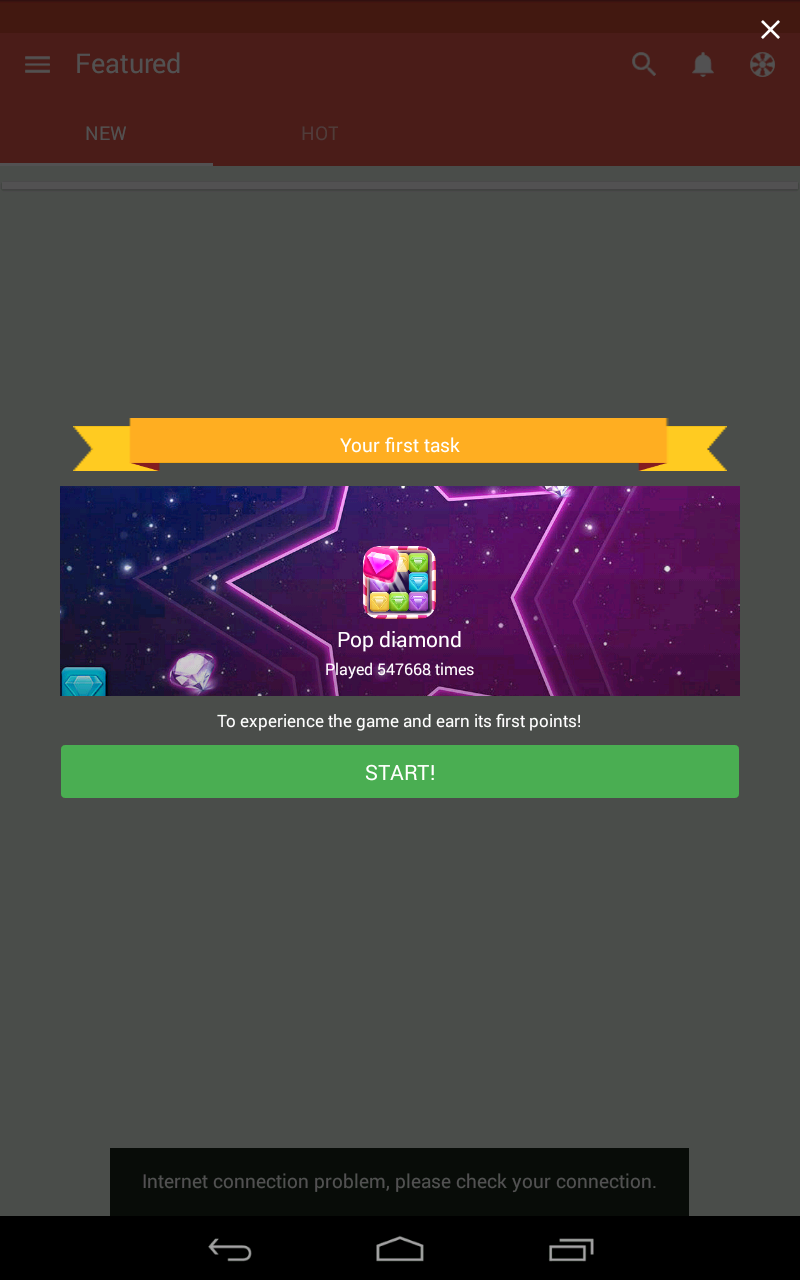 Featured
NEW
HOT
Your first task
Pop diamond
Played 547668 times
To experience the game and earn its first points!
START!
Internet connection problem, please check your connection.